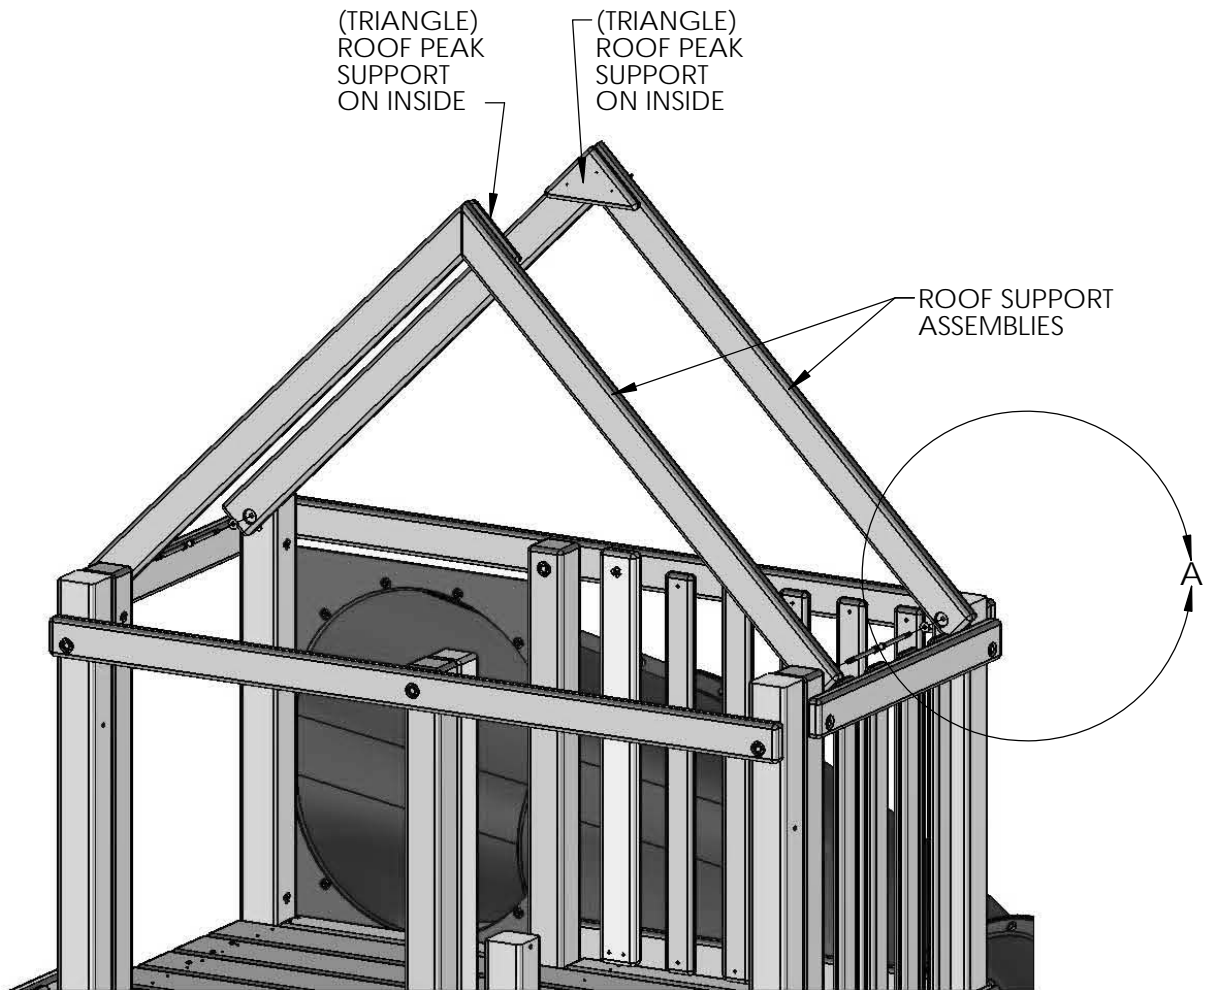 (TRIANGLE)
ROOF PEAK
SUPPORT
ON INSIDE
(TRIANGLE)
ROOF PEAK
SUPPORT
ON INSIDE
ROOF SUPPORT
ASSEMBLIES
A